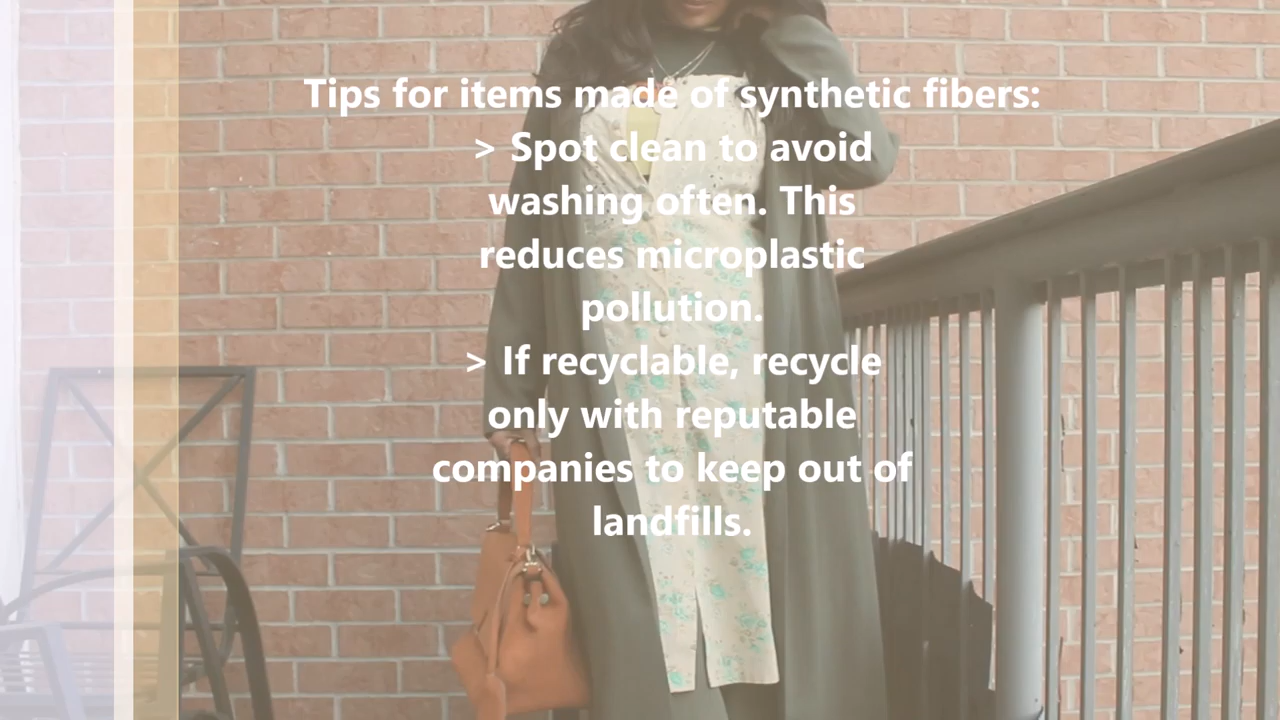 Tips for items made of synthetic fibers:
> Spot clean to avoid
washing often. This
reduces microplastic
pollution.
> If recyclable, recycle
only with reputable
companies to keep out of
landfills.